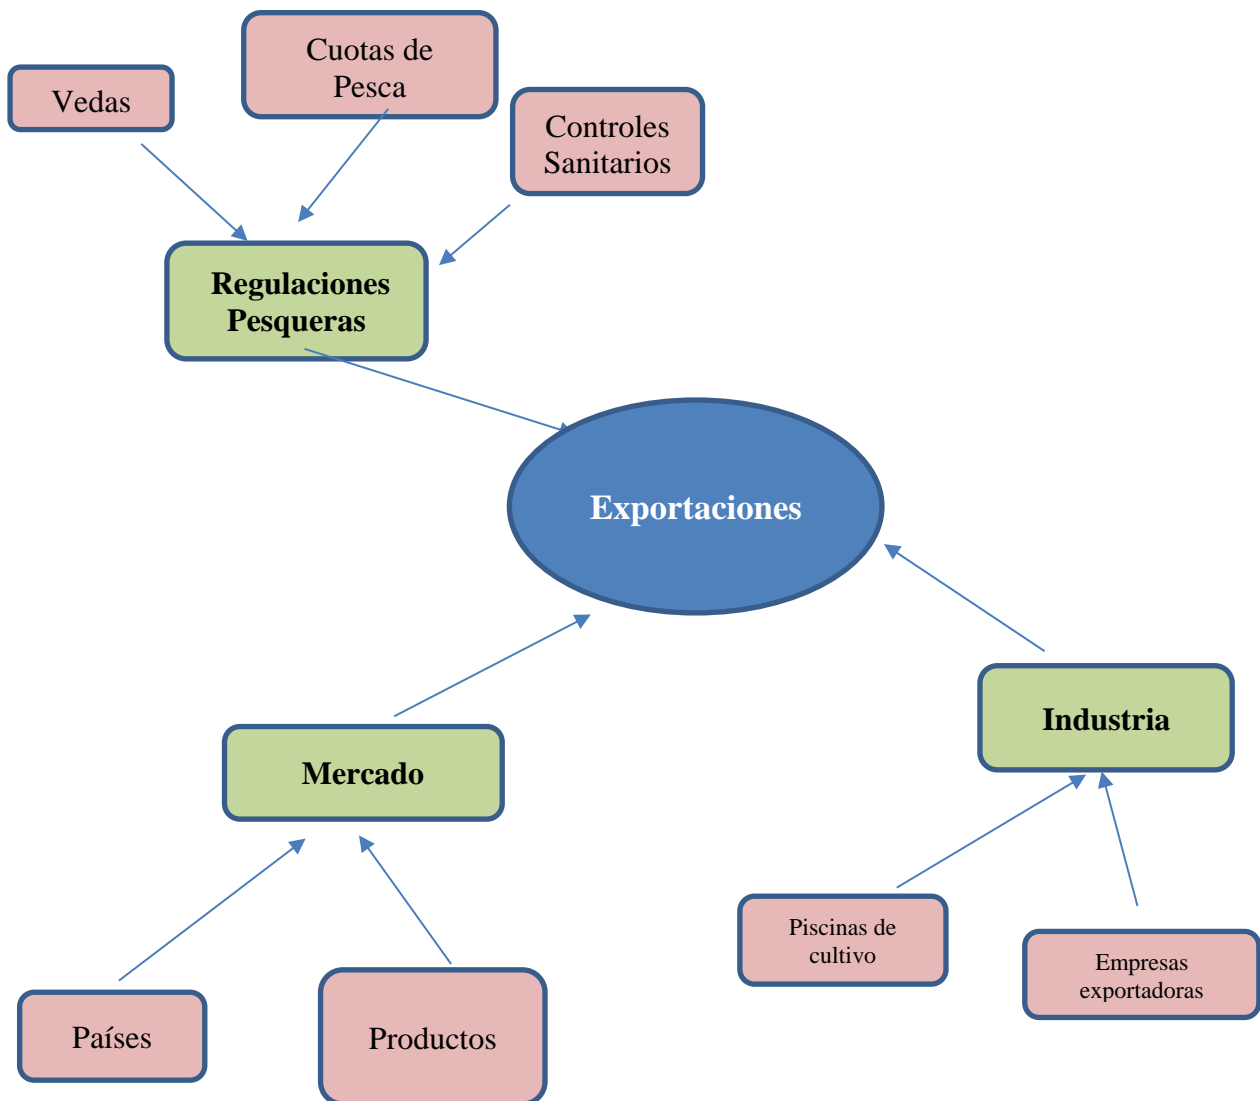 Cuotas de
Pesca
Vedas
Controles
Sanitarios
Regulaciones
Pesqueras
Exportaciones
Industria
Mercado
Piscinas de
cultivo
Empresas
exportadoras
Países
Productos